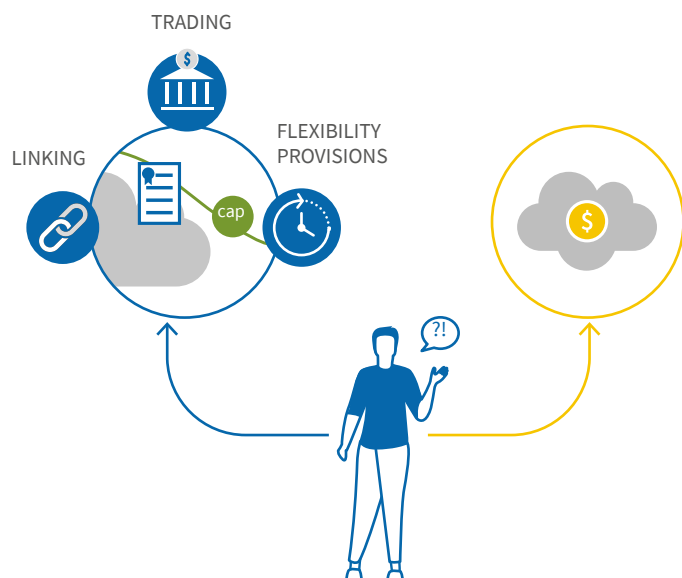 TRADING
$
FLEXIBILITY
PROVISIONS
LINKING
cap
$
?!